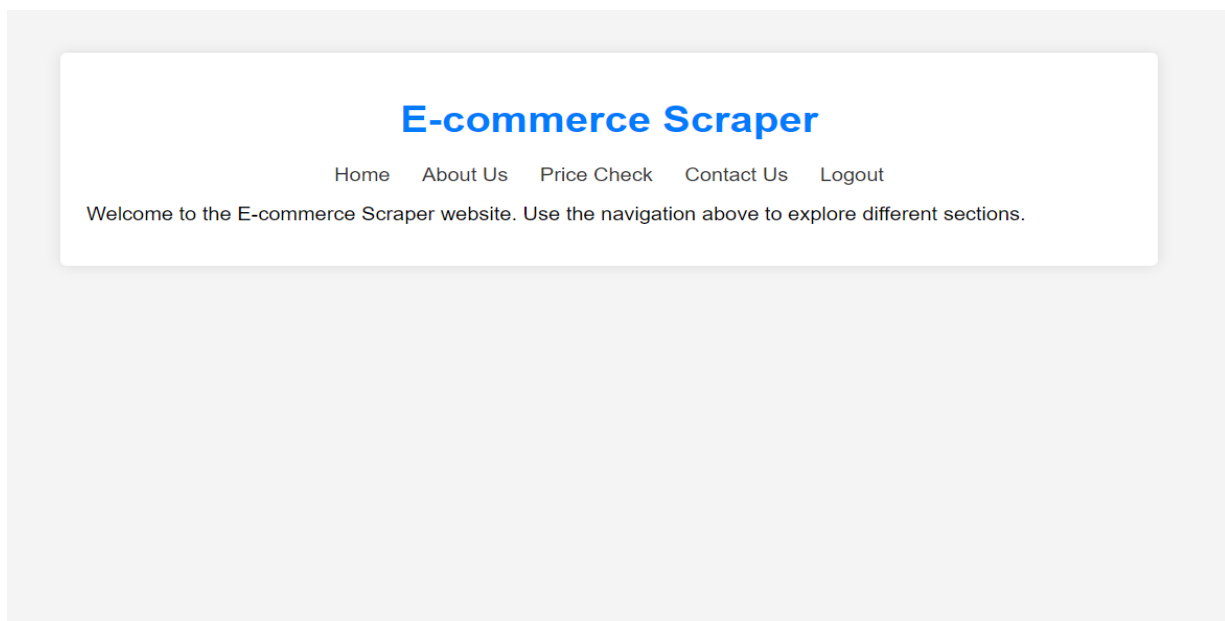 E-commerce Scraper
Home About Us Price Check Contact Us Logout
Welcome to the E-commerce Scraper website. Use the navigation above to explore different sections.